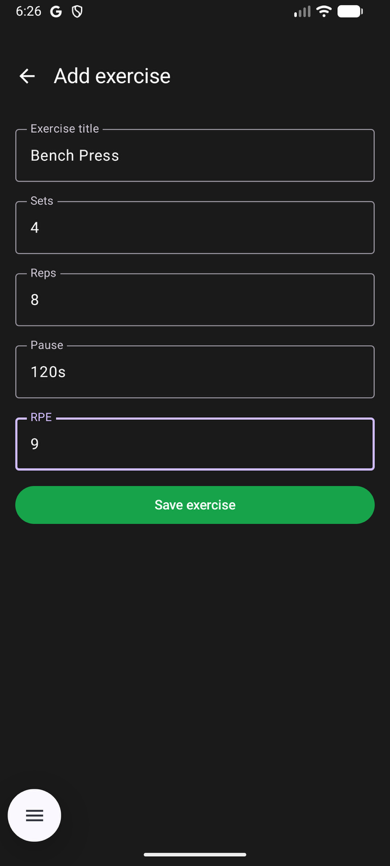 6:26
Add exercise
Exercise title
Bench Press
Sets
4
Reps
8
Pause
120s
RPE
9
Save exercise